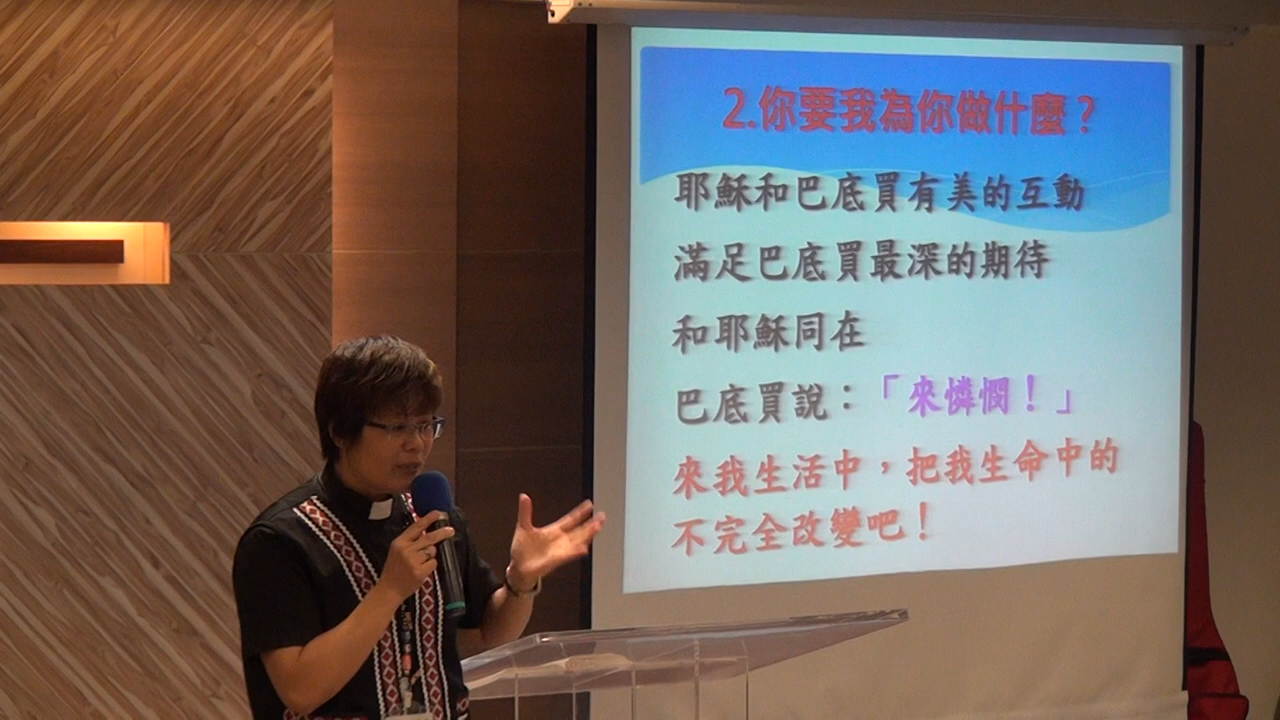 2.你要我為你做什麼?
耶穌和巴底買有美的互動
滿足巴底買最深的期待
和耶穌同在
巴底買說:「來憐憫!」
來我生活中,把我生命中的
不完全改變吧!